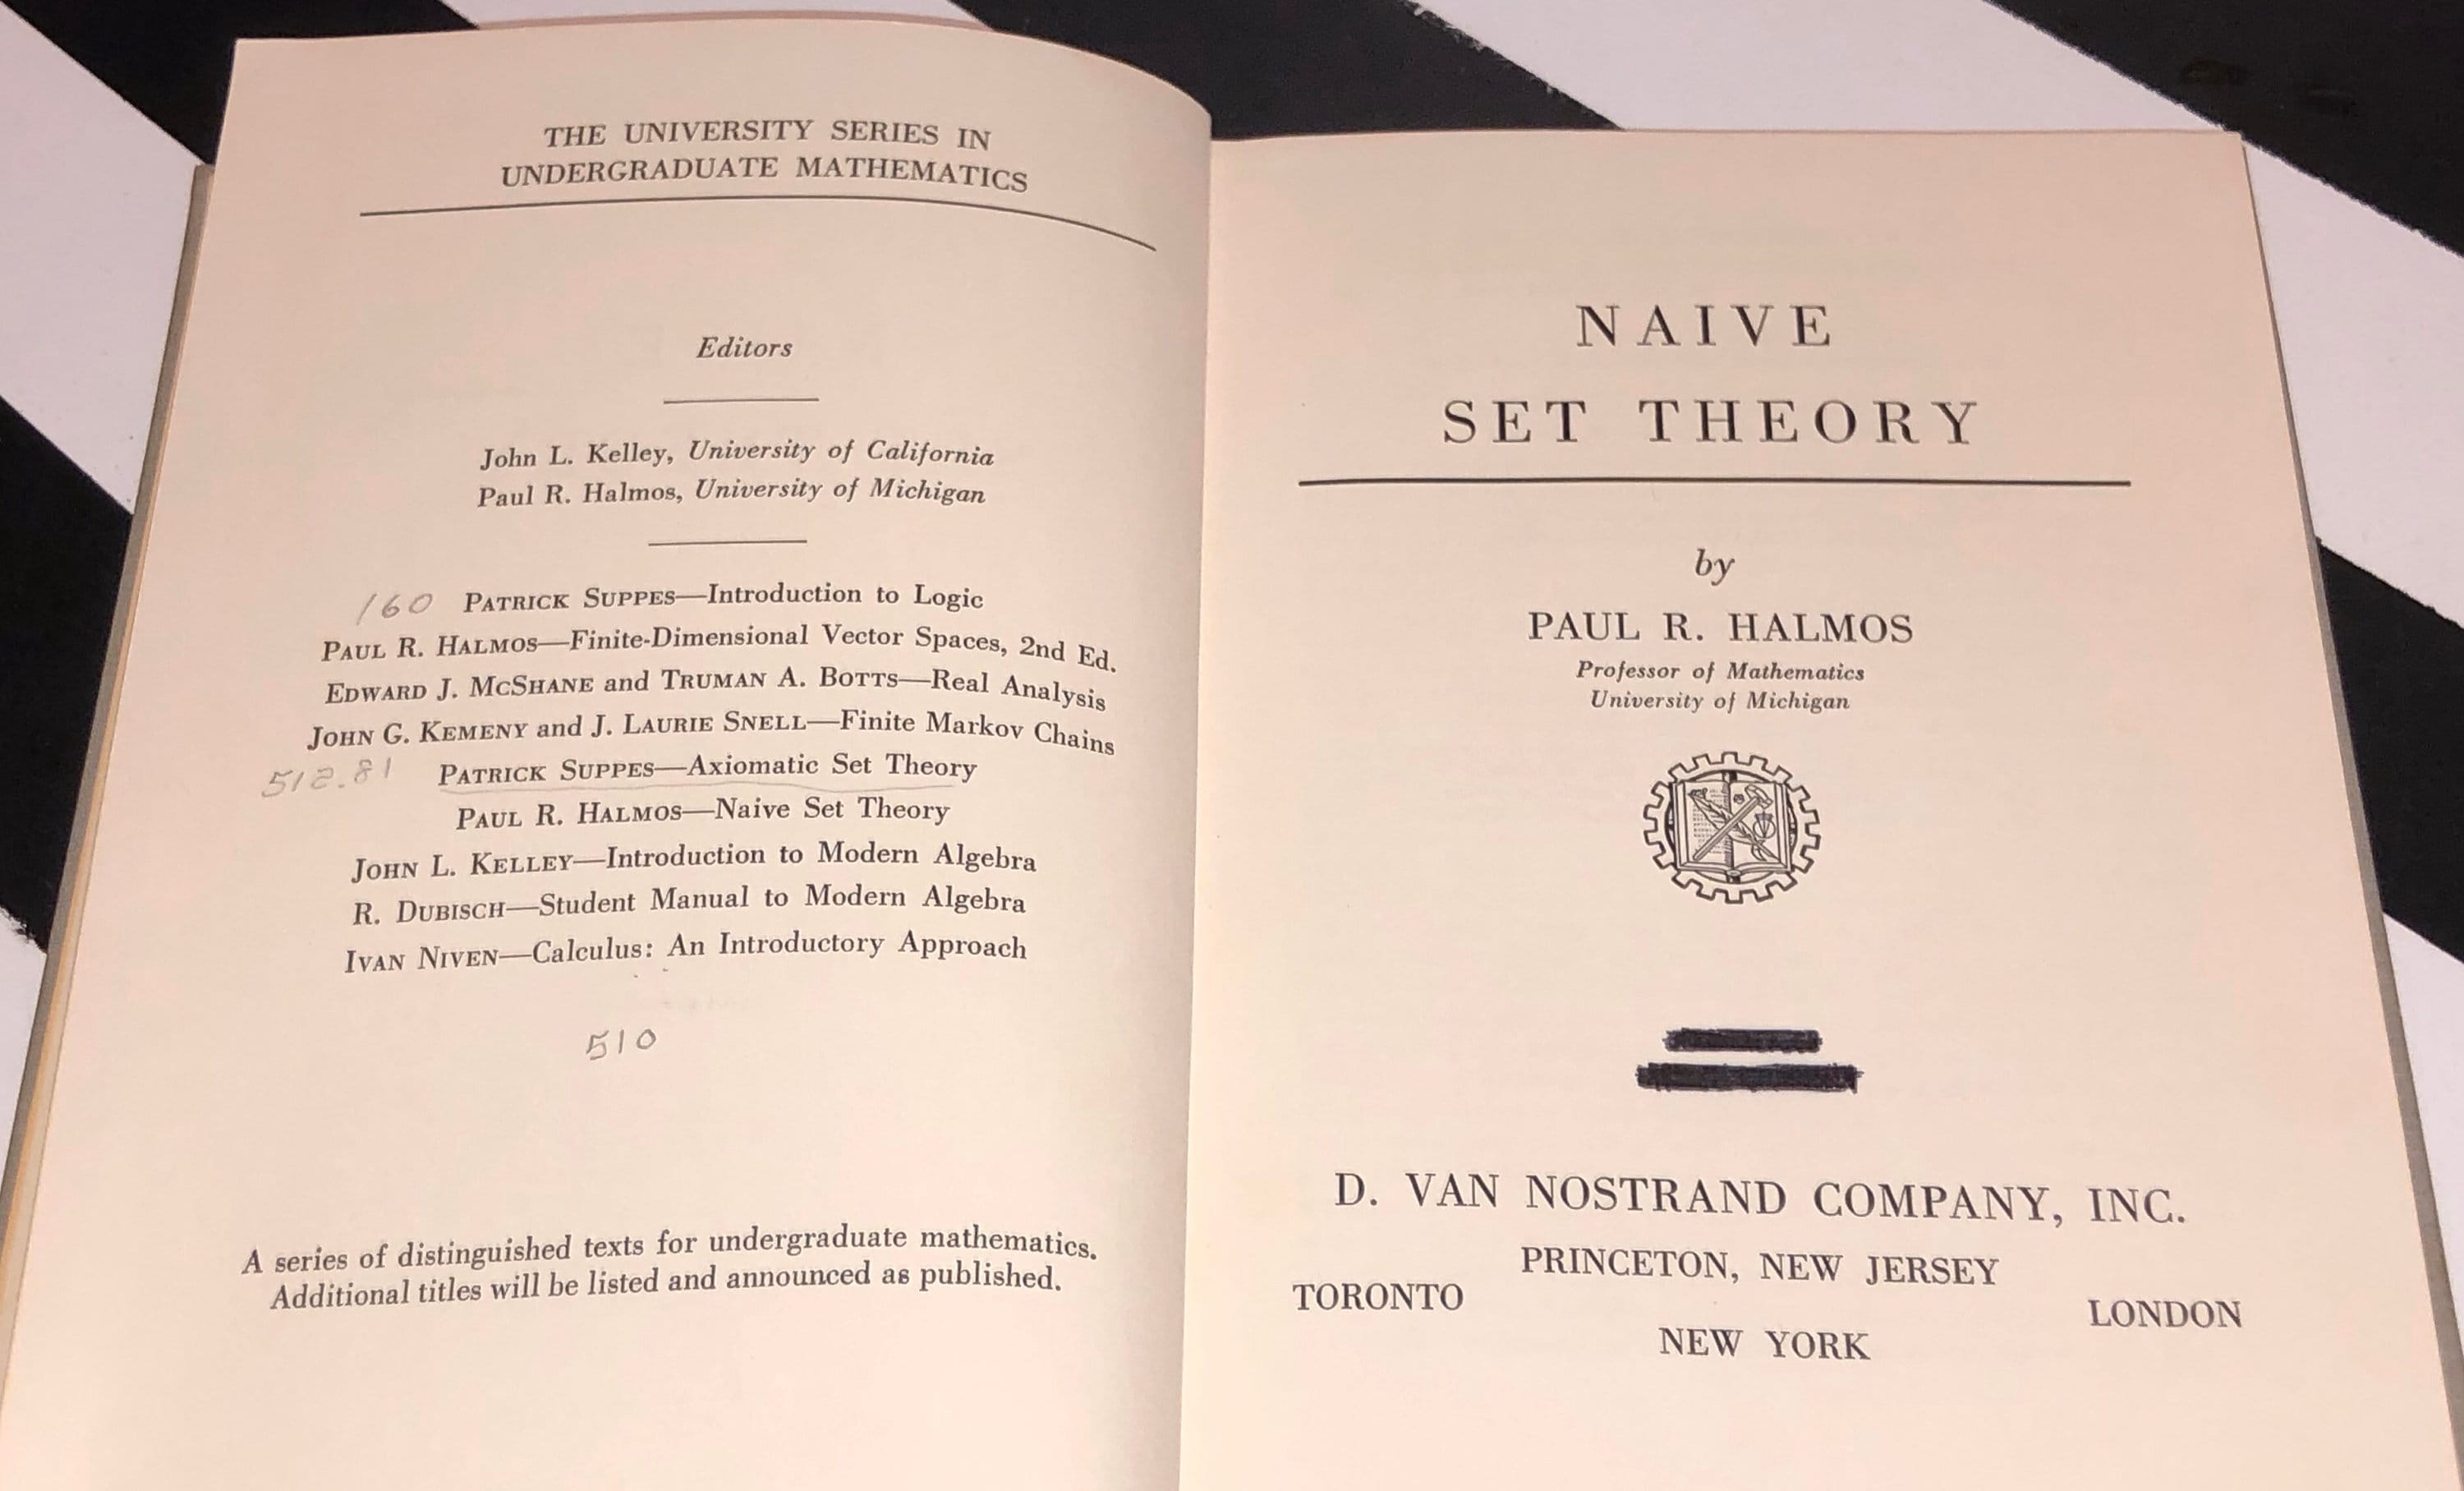 THE UNIVERSITY SERIES IN
UNDERGRADUATE MATHEMATICS
Editors
John L. Kelley, University of California
Paul R. Halmos, University of Michigan
160 PATRICK SUPPES—Introduction to Logic
PAUL R. HALMOS—Finite-Dimensional Vector Spaces, 2nd Ed.
EDWARD J. MCSHANE and TRUMAN A. BOTTS—Real Analysis
JOHN G. KEMENY and J. LAURIE SNELL—Finite Markov Chains
512.81 PATRICK SUPPES—Axiomatic Set Theory
PAUL R. HALMOS—Naive Set Theory
JOHN L. KELLEY—Introduction to Modern Algebra
R. DUBISCH—Student Manual to Modern Algebra
IVAN NIVEN—Calculus: An Introductory Approach
510
A series of distinguished texts for undergraduate mathematics.
Additional titles will be listed and announced as published.
NAIVE
SET THEORY
by
PAUL R. HALMOS
Professor of Mathematics
University of Michigan
D. VAN NOSTRAND COMPANY, INC.
PRINCETON, NEW JERSEY
TORONTO LONDON
NEW YORK